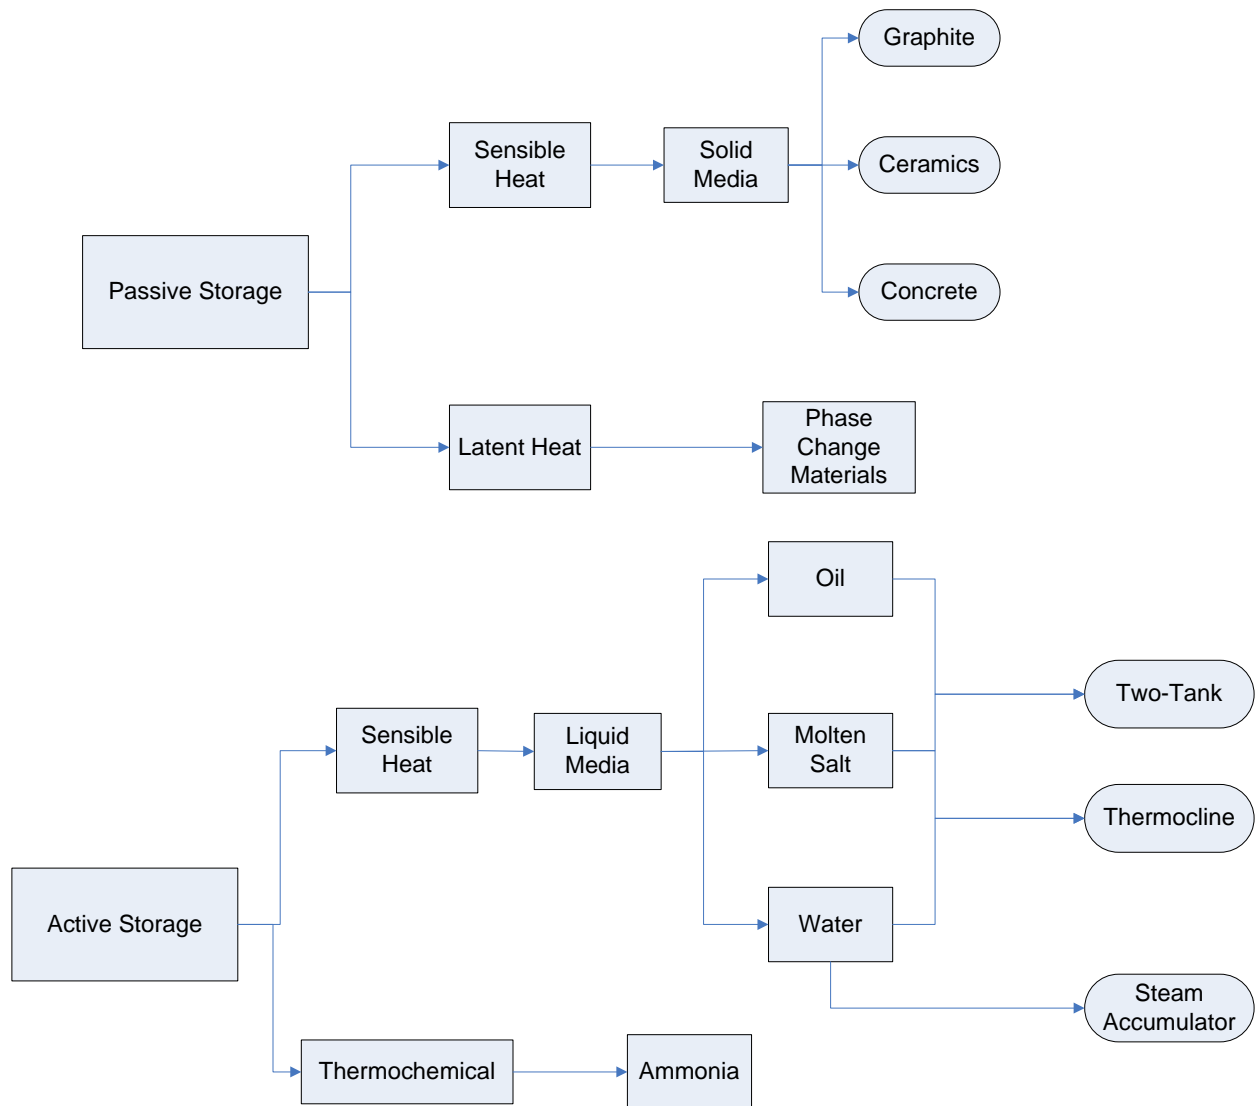 Graphite
Sensible
Heat
Solid
Media
Ceramics
Passive Storage
Concrete
Latent Heat
Phase
Change
Materials
Oil
Two-Tank
Sensible
Heat
Liquid
Media
Molten
Salt
Thermocline
Active Storage
Water
Steam
Accumulator
Thermochemical
Ammonia